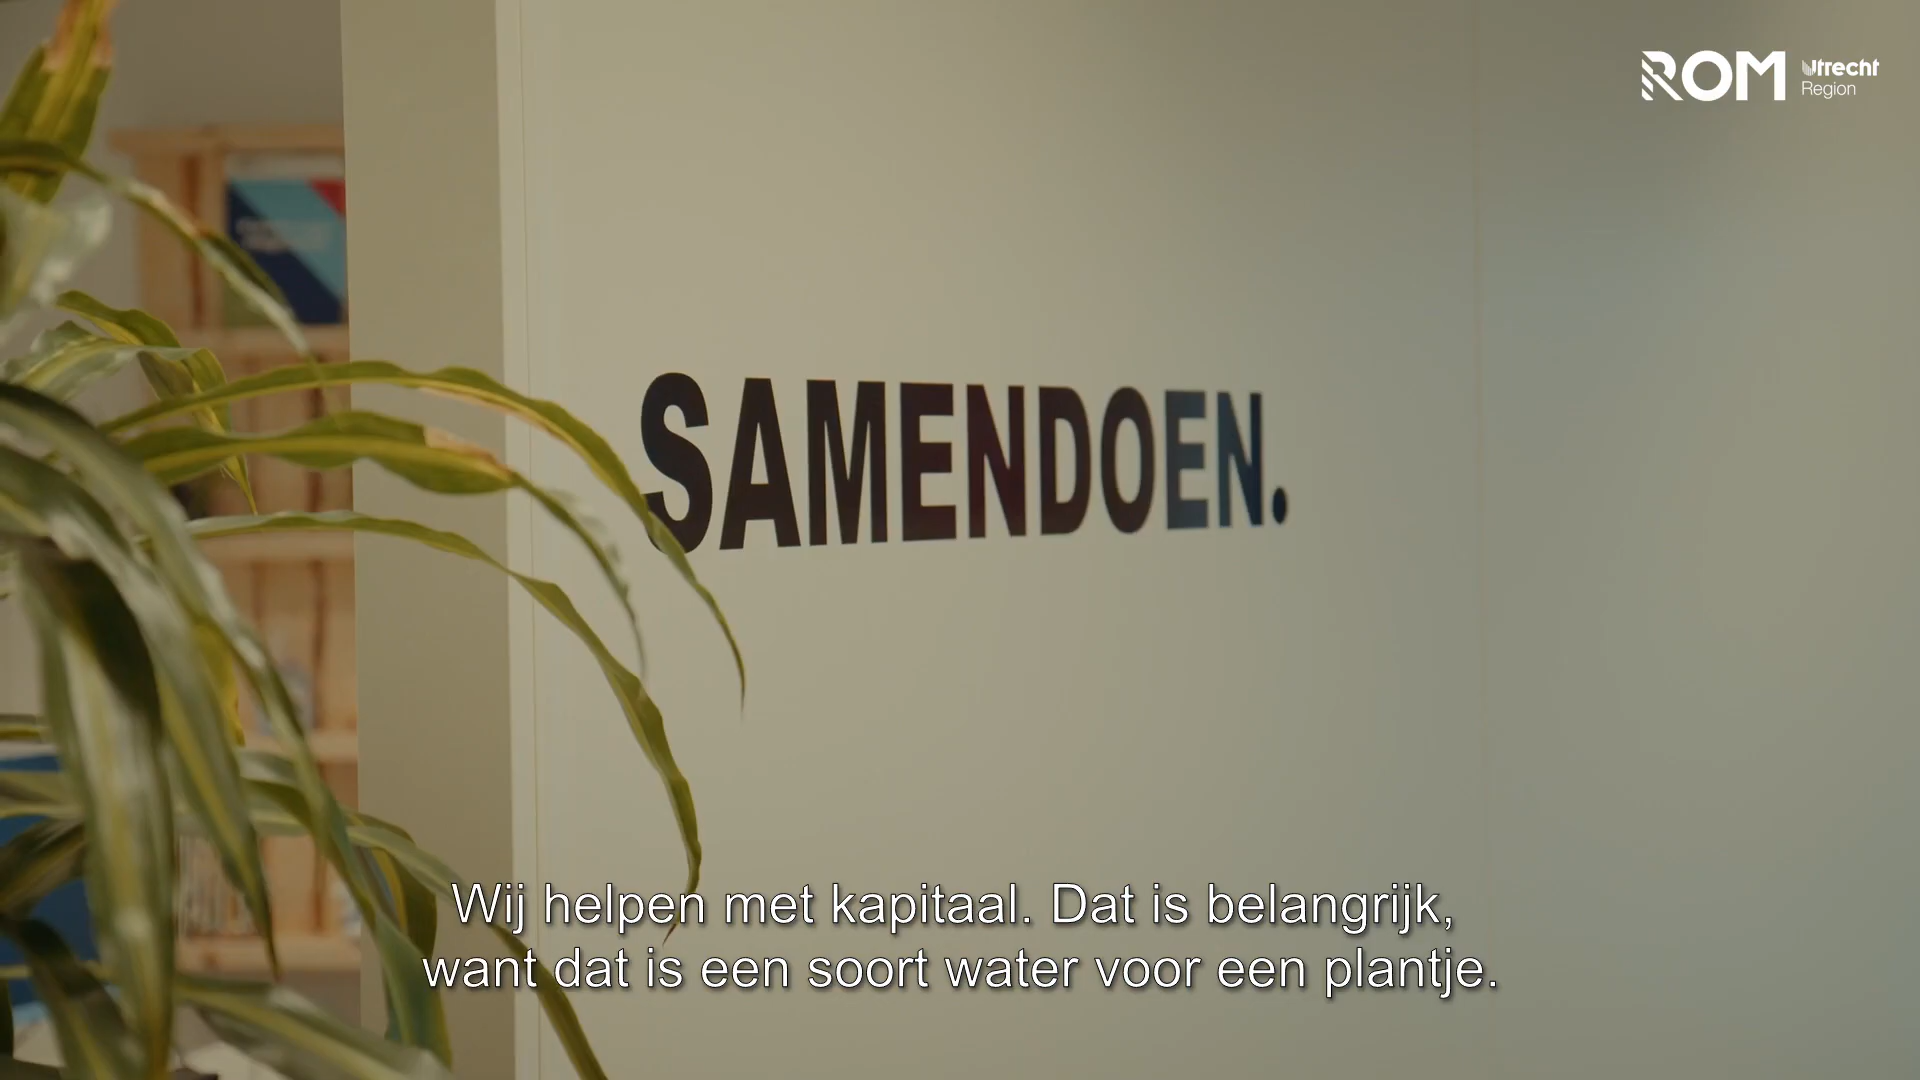 ROM Utrecht
Region
SAMENDOEN.
Wij helpen met kapitaal. Dat is belangrijk,
want dat is een soort water voor een plantje.